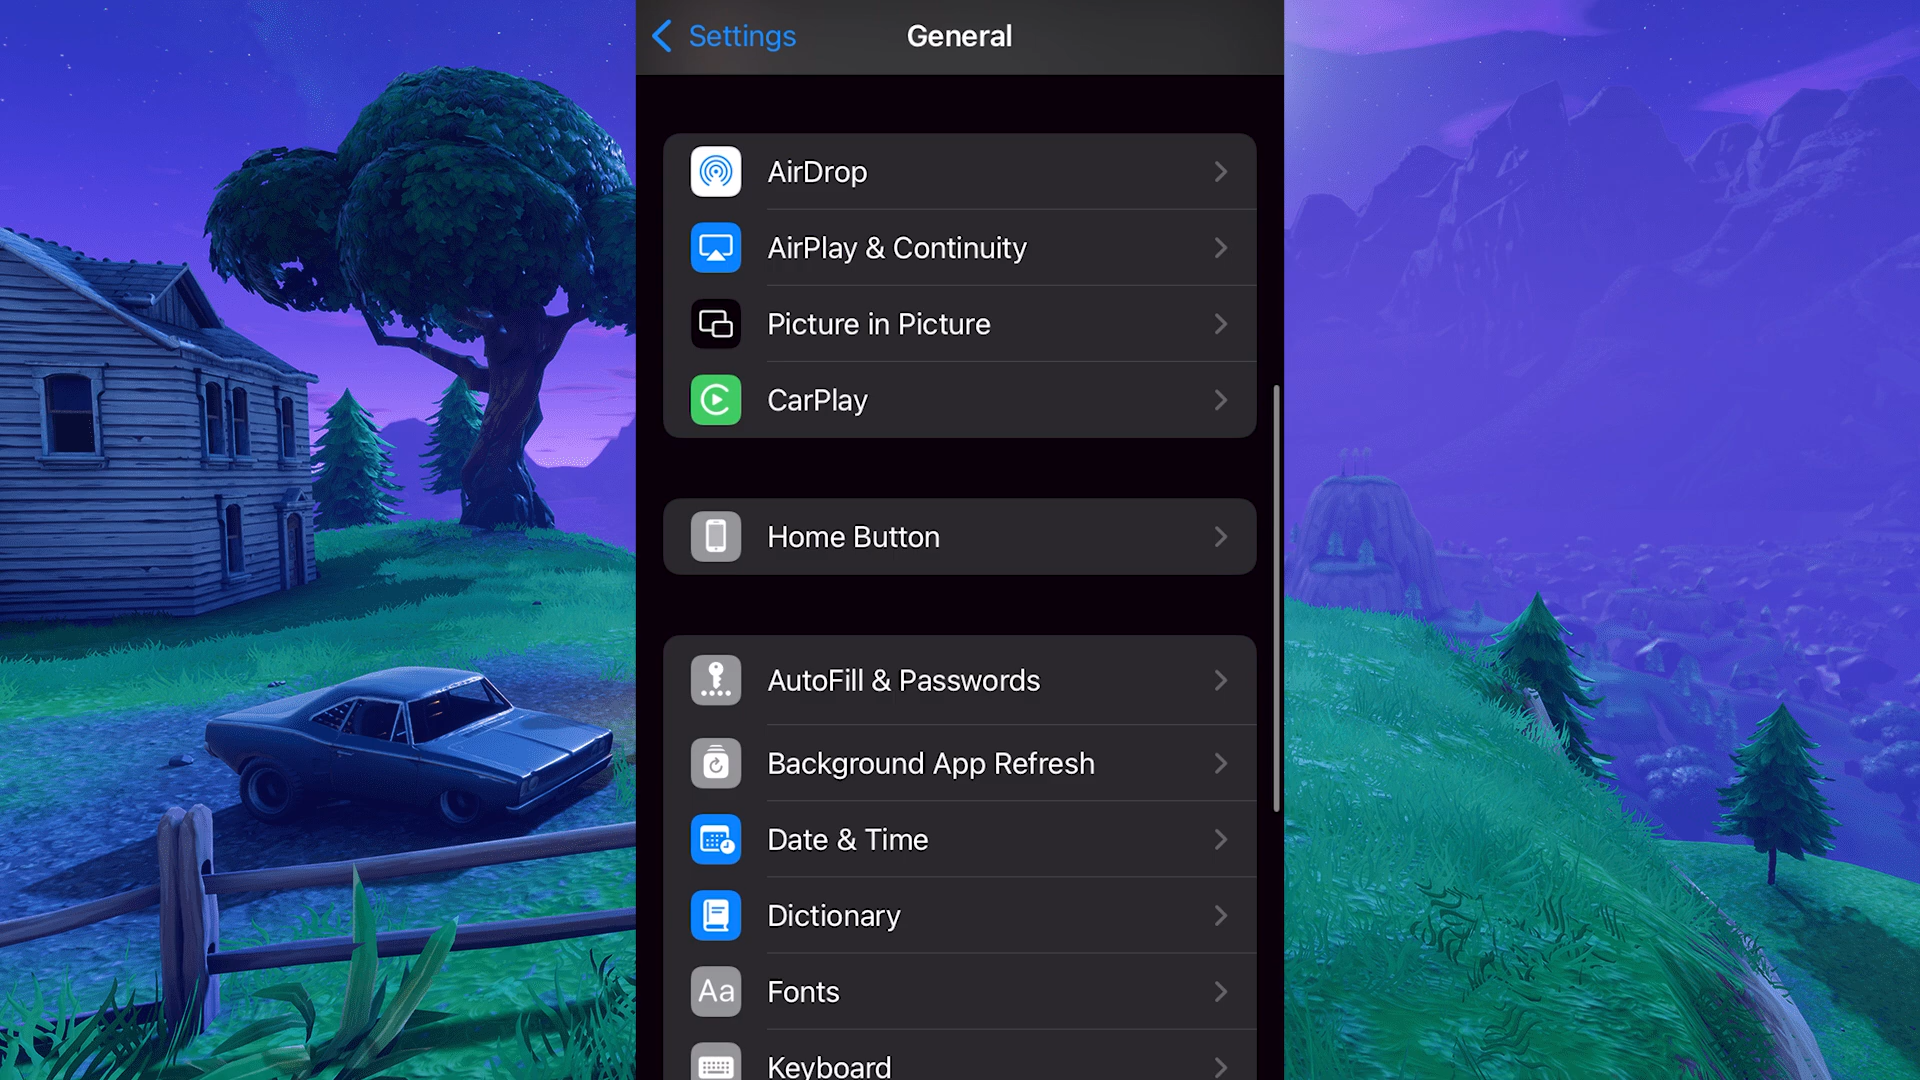 Settings
General
AirDrop
AirPlay & Continuity
Picture in Picture
CarPlay
Home Button
AutoFill & Passwords
Background App Refresh
Date & Time
Dictionary
Aa Fonts
Keyboard